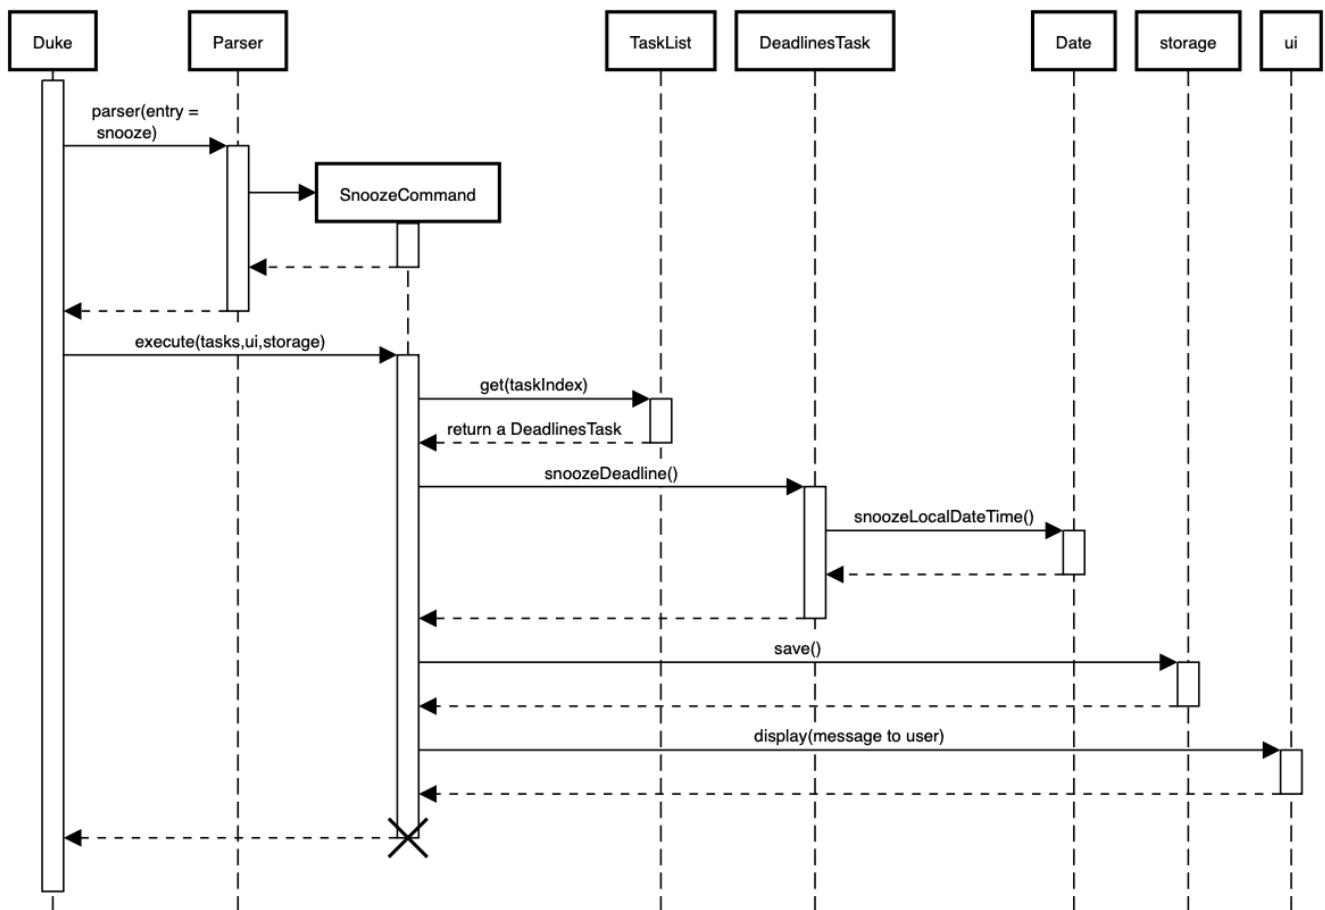 Duke
Parser
TaskList
DeadlinesTask
Date
storage
ui
parser(entry =
snooze)
SnoozeCommand
execute(tasks,ui,storage)
get(taskIndex)
return a DeadlinesTask
snoozeDeadline()
snoozeLocalDateTime()
save()
display(message to user)